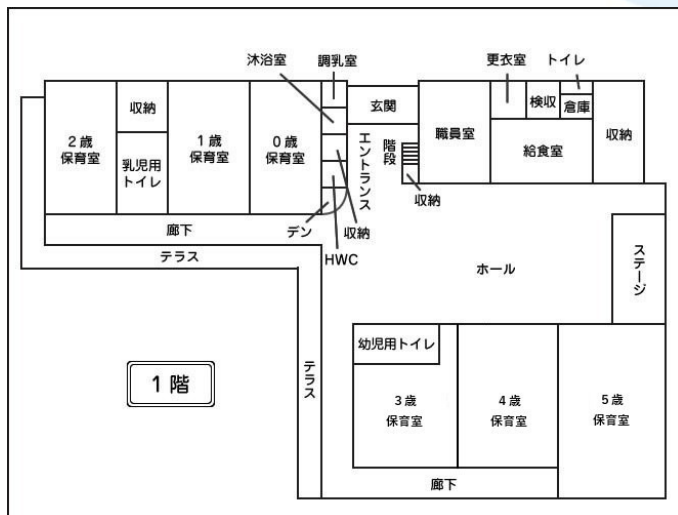 沐浴室
調乳室
更衣室
トイレ
収納
玄関
検収
倉庫
2歳
保育室
1歳
保育室
0歳
保育室
職員室
収納
乳児用
トイレ
エントランス
階段
給食室
収納
廊下
デン
収納
HWC
テラス
ホール
ステージ
幼児用トイレ
テラス
1階
3歳
保育室
4歳
保育室
5歳
保育室
廊下